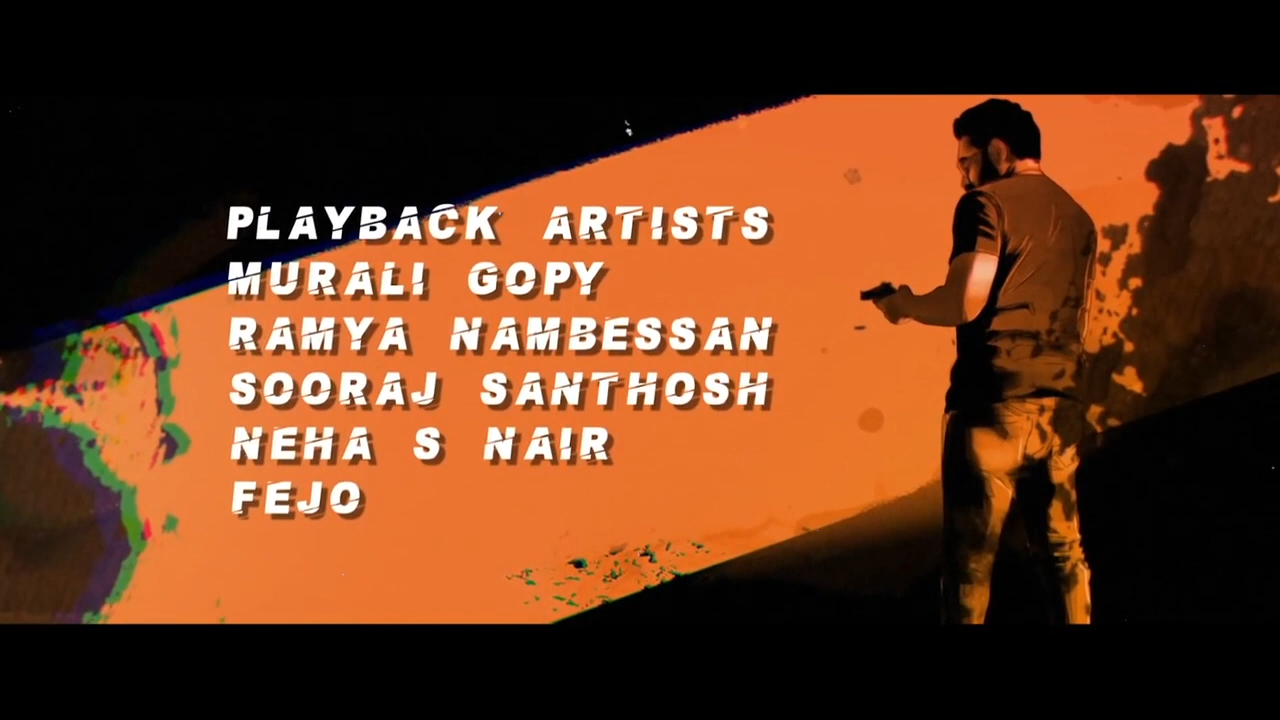 PLAYBACK ARTISTS
MURALI GOPY
RAMYA NAMBESSAN
SOORAJ SANTHOSH
NEHA S NAIR
FEJO